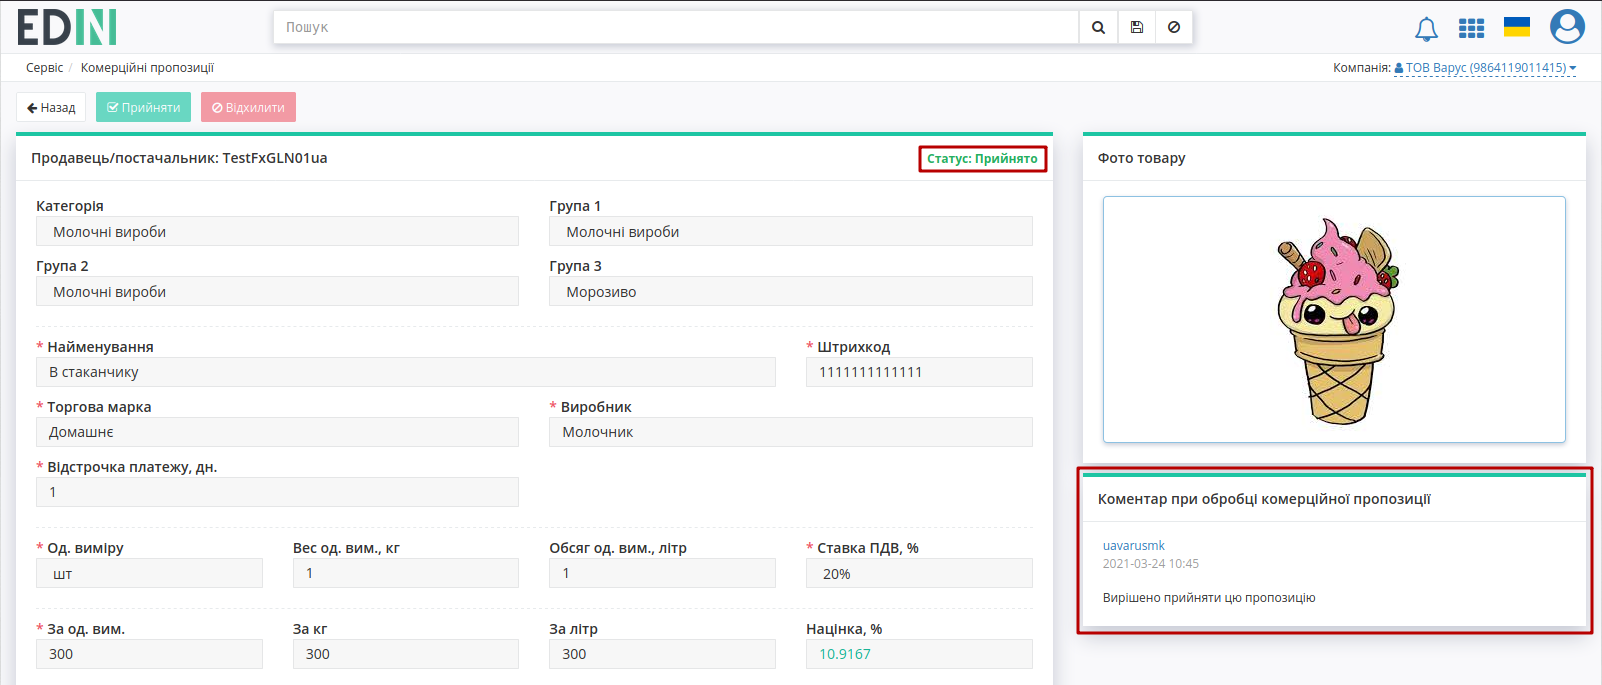 EDIN
Пошук
Сервіс / Комерційні пропозиції
Компанія: ТОВ Варус (9864119011415)
Назад
Прийняти
Відхилити
Продавець/постачальник: TestFxGLN01ua
Статус: Прийнято
Категорія
Молочні вироби
Група 1
Молочні вироби
Група 2
Молочні вироби
Група 3
Морозиво
* Найменування
В стаканчику
* Штрихкод
1111111111111
* Торгова марка
Домашнє
* Виробник
Молочник
* Відстрочка платежу, дн.
1
* Од. виміру
шт
Вес од. вим., кг
1
Обсяг од. вим., літр
1
* Ставка ПДВ, %
20%
* За од. вим.
300
За кг
300
За літр
300
Націнка, %
10.9167
Фото товару
Коментар при обробці комерційної пропозиції
uavarusmk
2021-03-24 10:45
Вирішено прийняти цю пропозицію